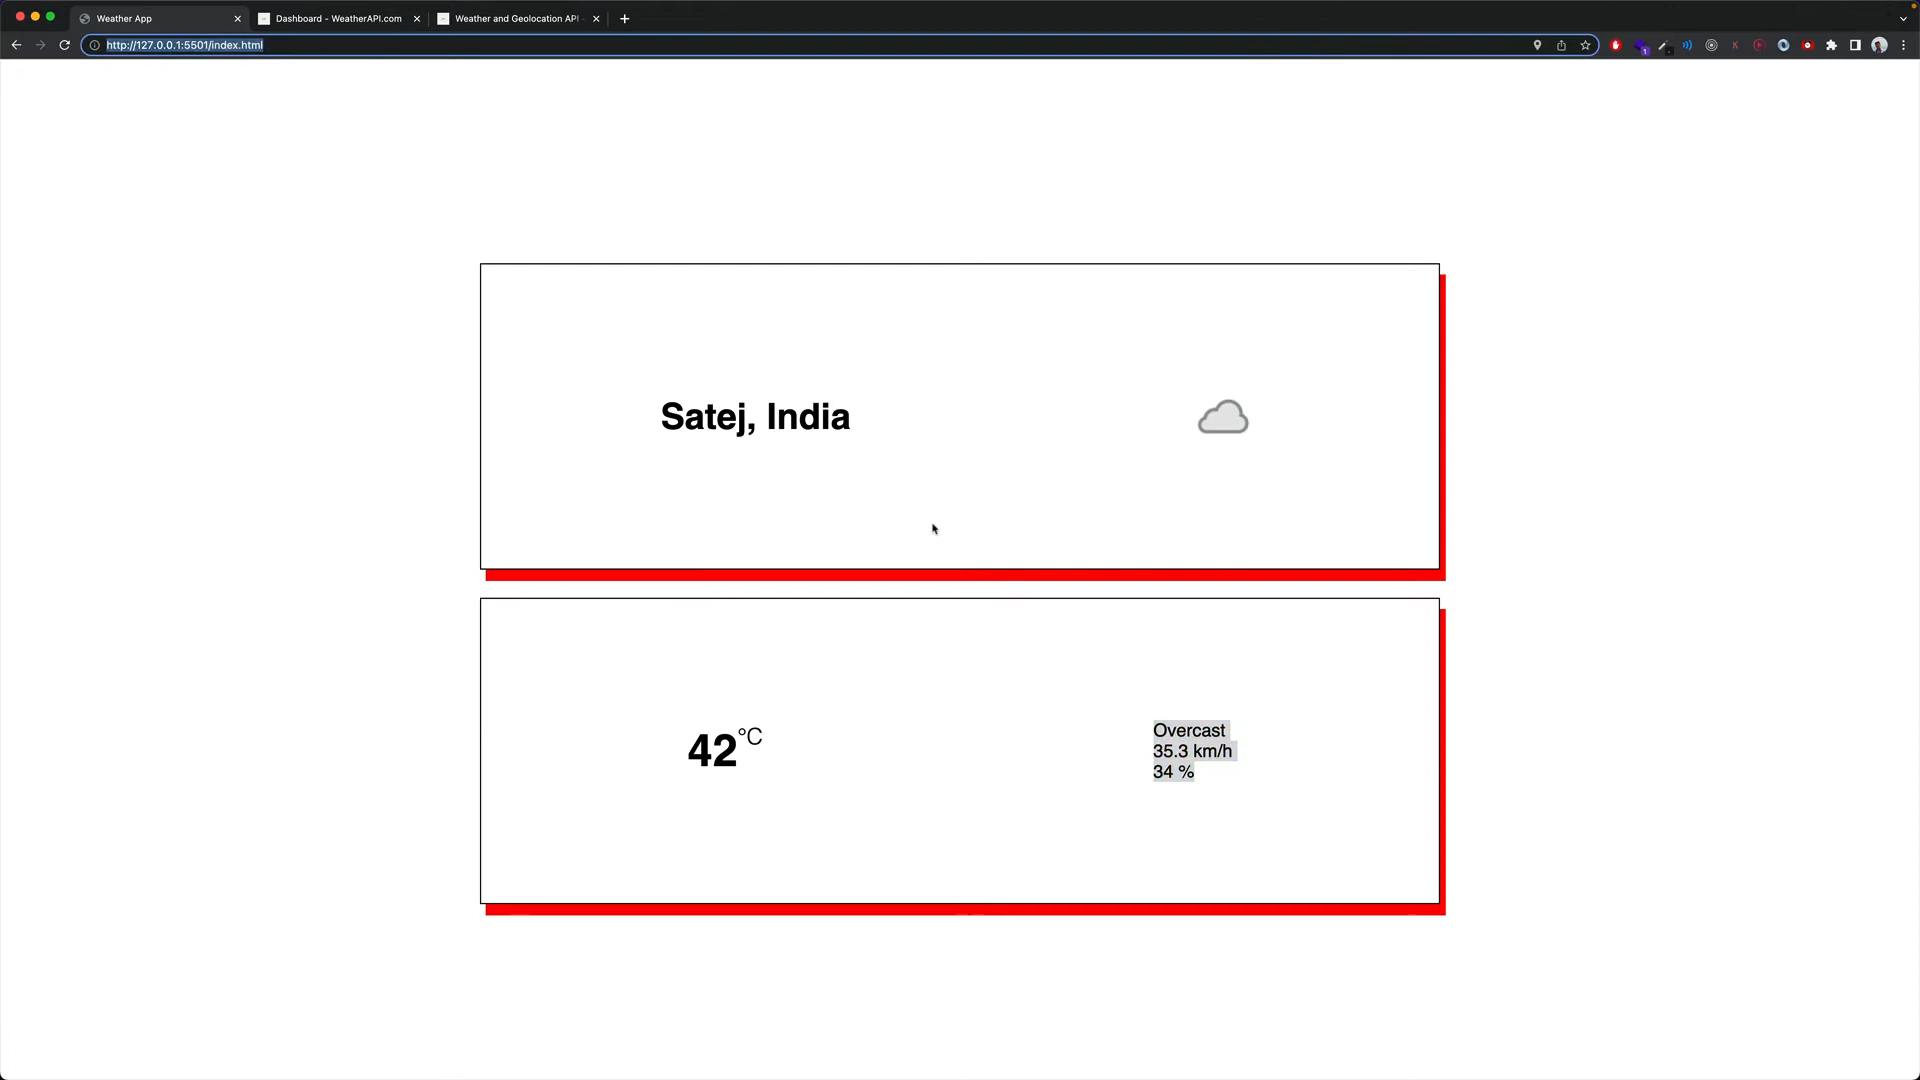 Weather App
Dashboard - WeatherAPI.com
Weather and Geolocation API -
http://127.0.0.1:5501/index.html
Satej, India
42°C
Overcast
35.3 km/h
34 %